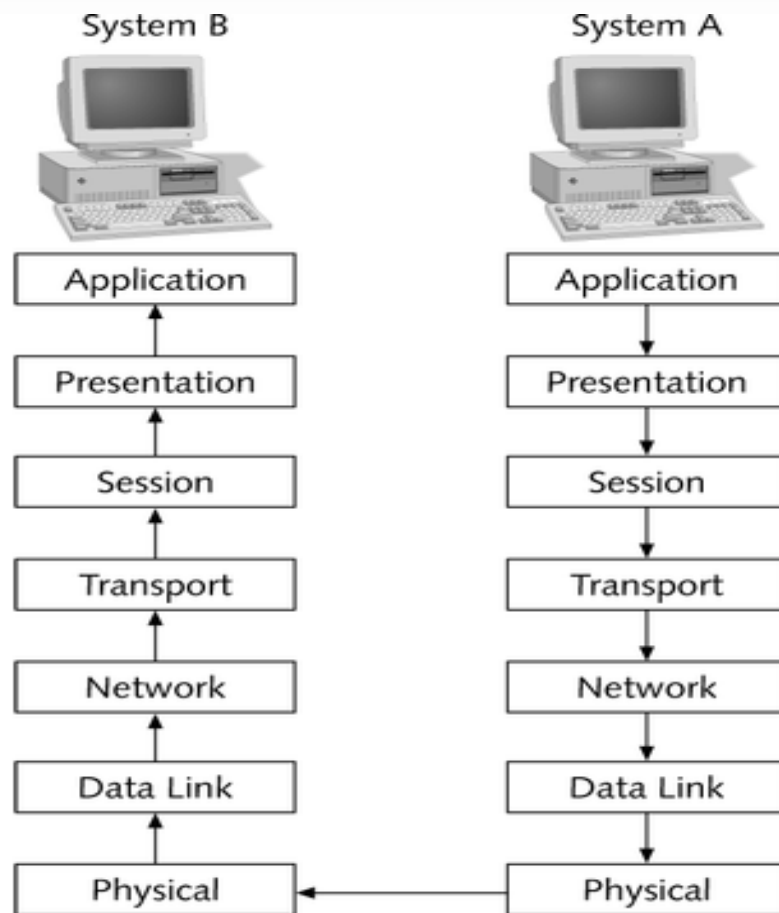 System B
System A
Application
Application
Presentation
Presentation
Session
Session
Transport
Transport
Network
Network
Data Link
Data Link
Physical
Physical